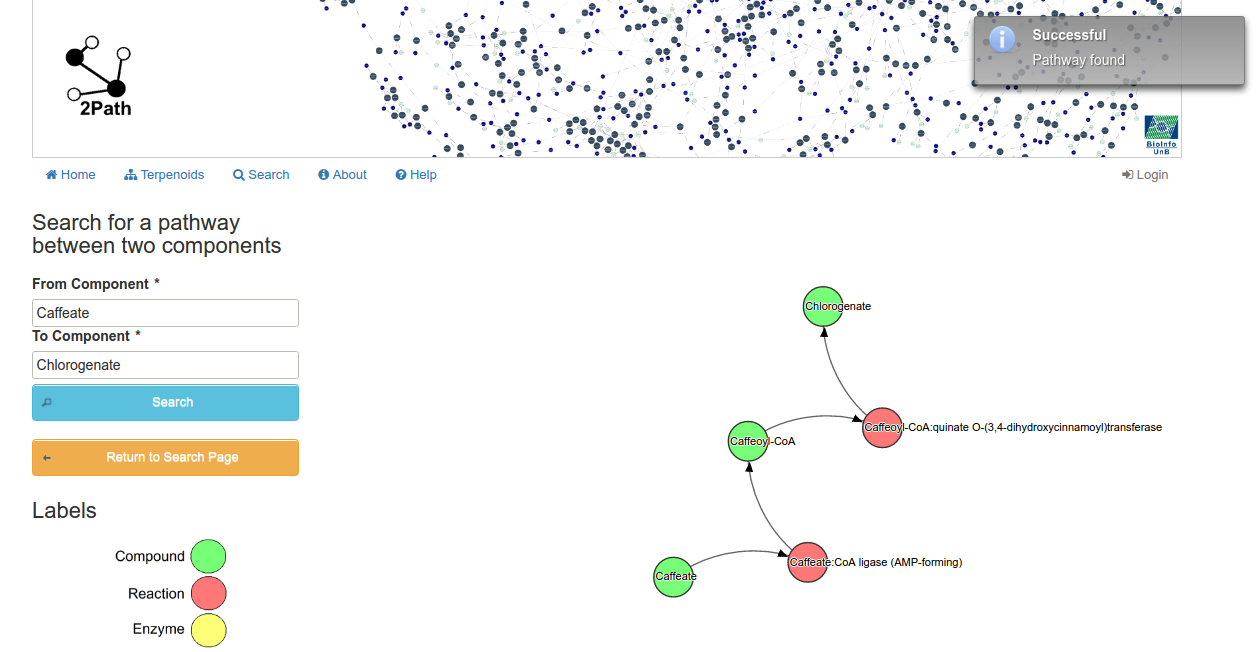 Successful
Pathway found
2Path
BioInfo
UnB
Home Terpenoids Search About Help Login
Search for a pathway
between two components
From Component *
Caffeate
To Component *
Chlorogenate
Search
Return to Search Page
Labels
Compound
Reaction
Enzyme
Chlorogenate
Caffeoyl-CoA:quinate O-(3,4-dihydroxycinnamoyl)transferase
Caffeoyl-CoA
Caffeate:CoA ligase (AMP-forming)
Caffeate